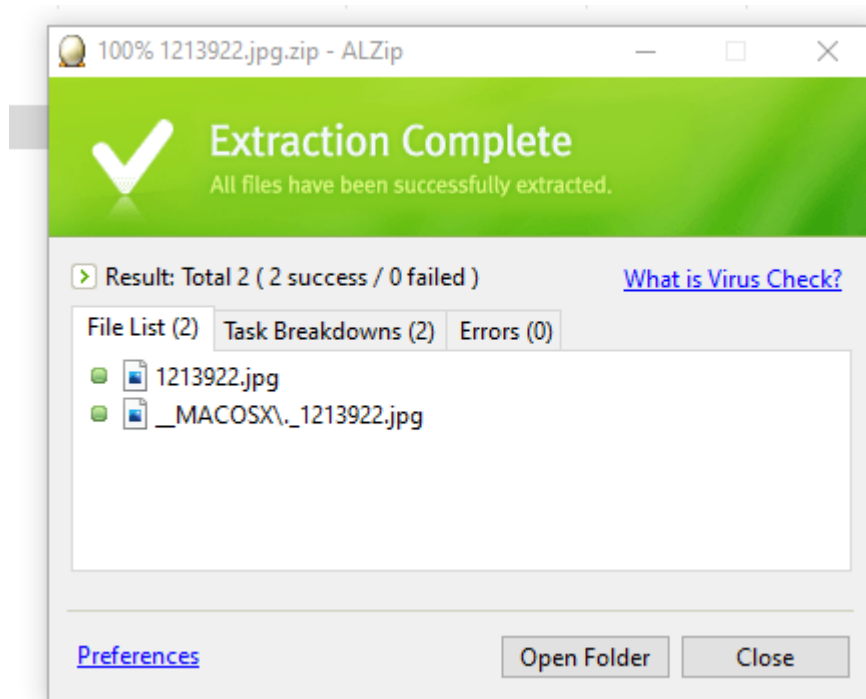 100% 1213922.jpg.zip - ALZip
Extraction Complete
All files have been successfully extracted.
Result: Total 2 ( 2 success / 0 failed )
What is Virus Check?
File List (2)
Task Breakdowns (2)
Errors (0)
1213922.jpg
__MACOSX\._1213922.jpg
Preferences
Open Folder
Close